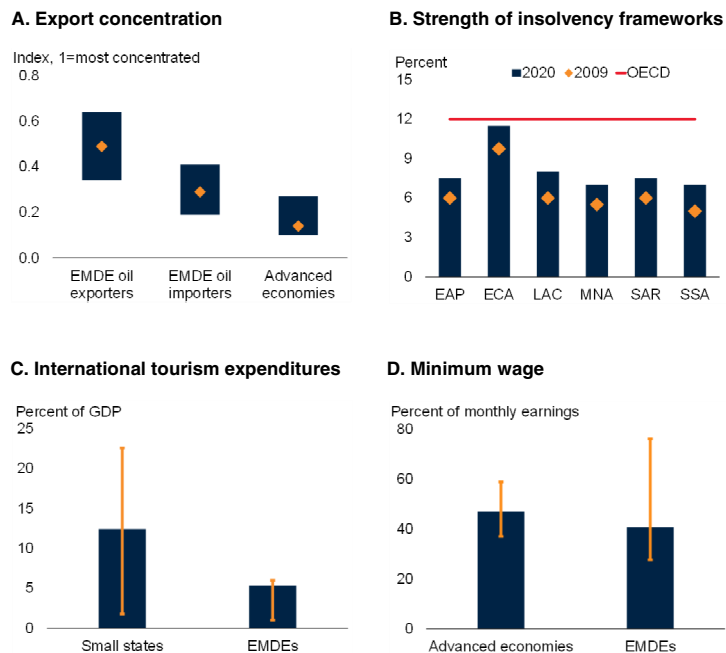 A. Export concentration
Index, 1=most concentrated
0.8
0.6
0.4
0.2
0.0
EMDE oil exporters
EMDE oil importers
Advanced economies
B. Strength of insolvency frameworks
Percent
2020 2009 OECD
15
12
9
6
3
0
EAP ECA LAC MNA SAR SSA
C. International tourism expenditures
Percent of GDP
25
20
15
10
5
0
Small states EMDEs
D. Minimum wage
Percent of monthly earnings
80
60
40
20
0
Advanced economies EMDEs